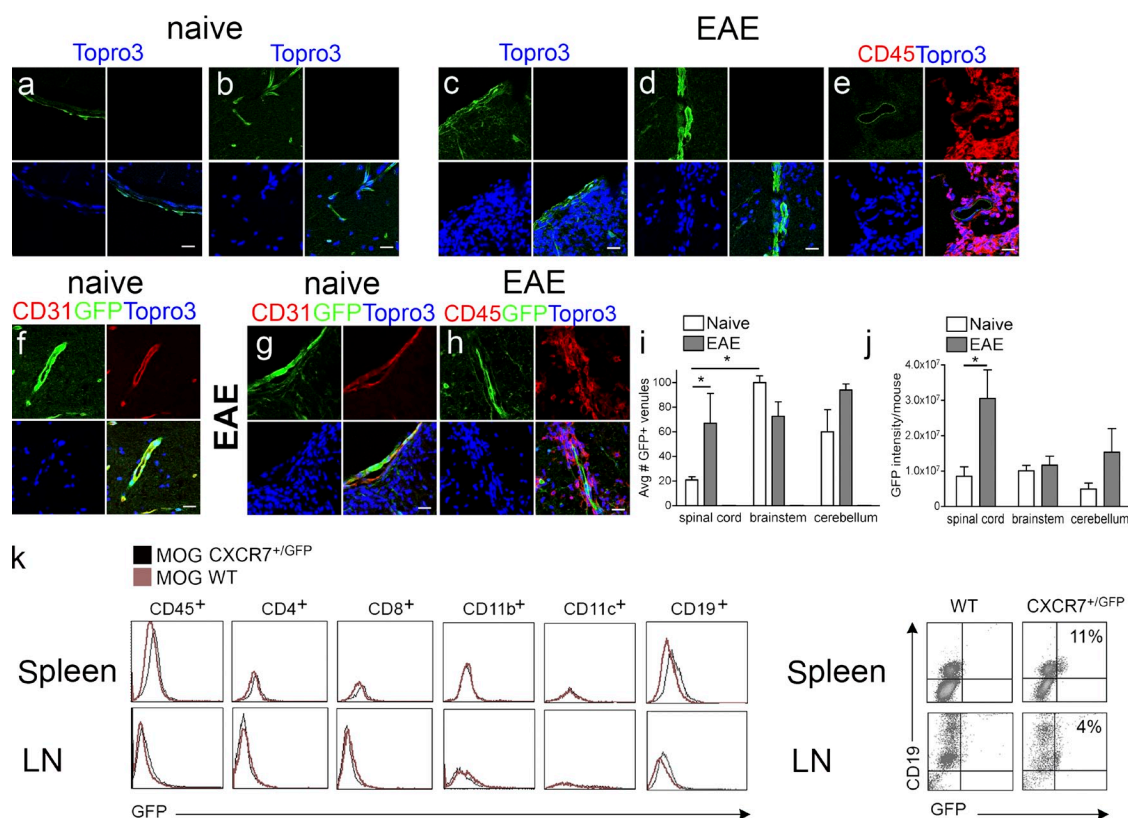 naive
EAE
Topro3
Topro3
Topro3
CD45Topro3
a
b
c
d
e
naive
EAE
CD31GFPTopro3
CD31GFPTopro3
CD45GFPTopro3
f
EAE
g
naive
h
i
Naive
EAE
*
*
100
80
60
40
20
0
Avg # GFP+ venules
spinal cord
brainstem
cerebellum
j
Naive
EAE
*
4.0x10⁷
3.0x10⁷
2.0x10⁷
1.0x10⁷
0
GFP intensity/mouse
spinal cord
brainstem
cerebellum
k
MOG CXCR7+/GFP
MOG WT
CD45+
CD4+
CD8+
CD11b+
CD11c+
CD19+
Spleen
LN
GFP
WT
CXCR7+/GFP
Spleen
11%
LN
4%
CD19
GFP